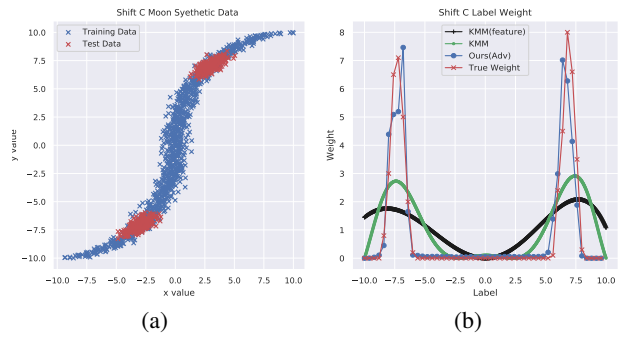 Shift C Moon Syethetic Data
Training Data
Test Data
10.0
7.5
5.0
2.5
0.0
−2.5
−5.0
−7.5
−10.0
y value
−10.0 −7.5 −5.0 −2.5 0.0 2.5 5.0 7.5 10.0
x value
(a)
Shift C Label Weight
KMM(feature)
KMM
Ours(Adv)
True Weight
8
7
6
5
4
3
2
1
0
Weight
−10.0 −7.5 −5.0 −2.5 0.0 2.5 5.0 7.5 10.0
Label
(b)